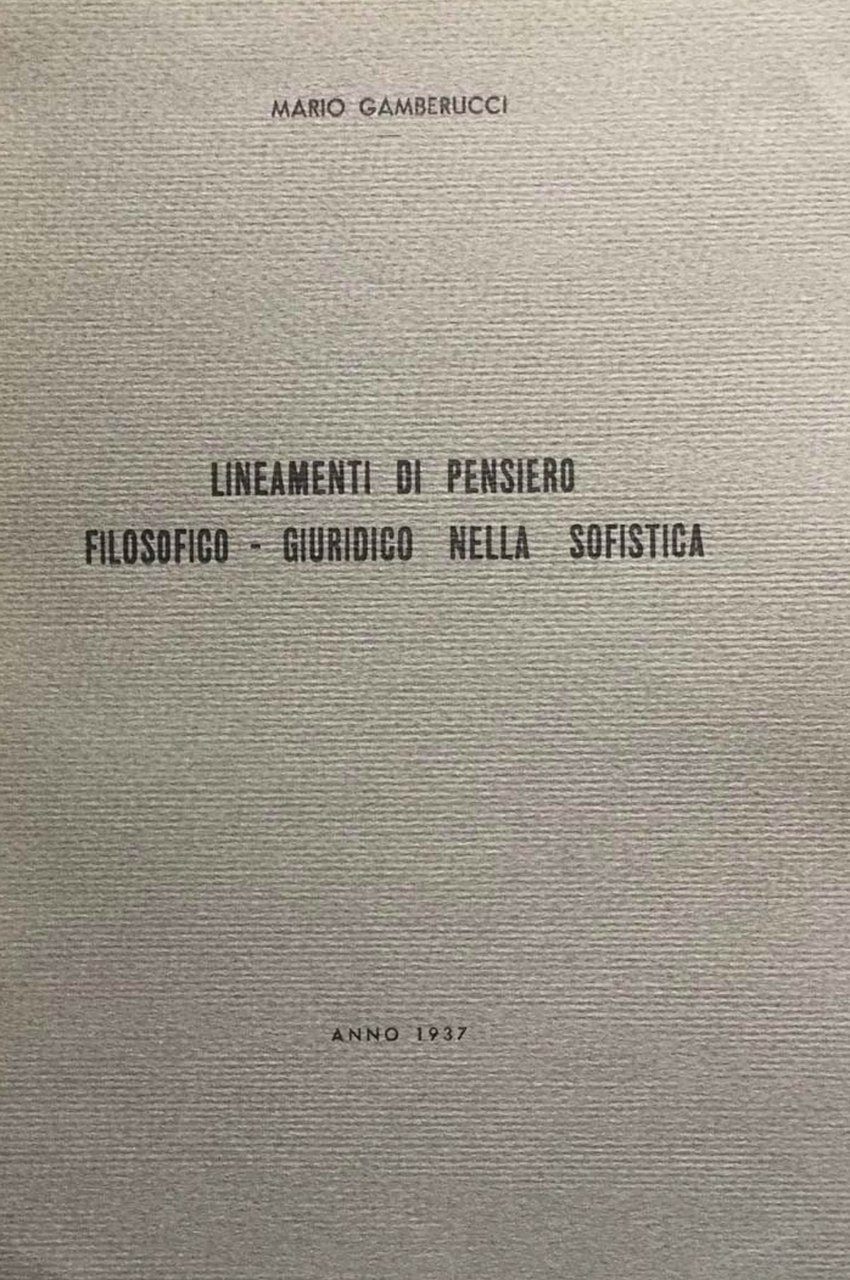 MARIO GAMBERUCCI
LINEAMENTI DI PENSIERO
FILOSOFICO - GIURIDICO NELLA SOFISTICA
ANNO 1937